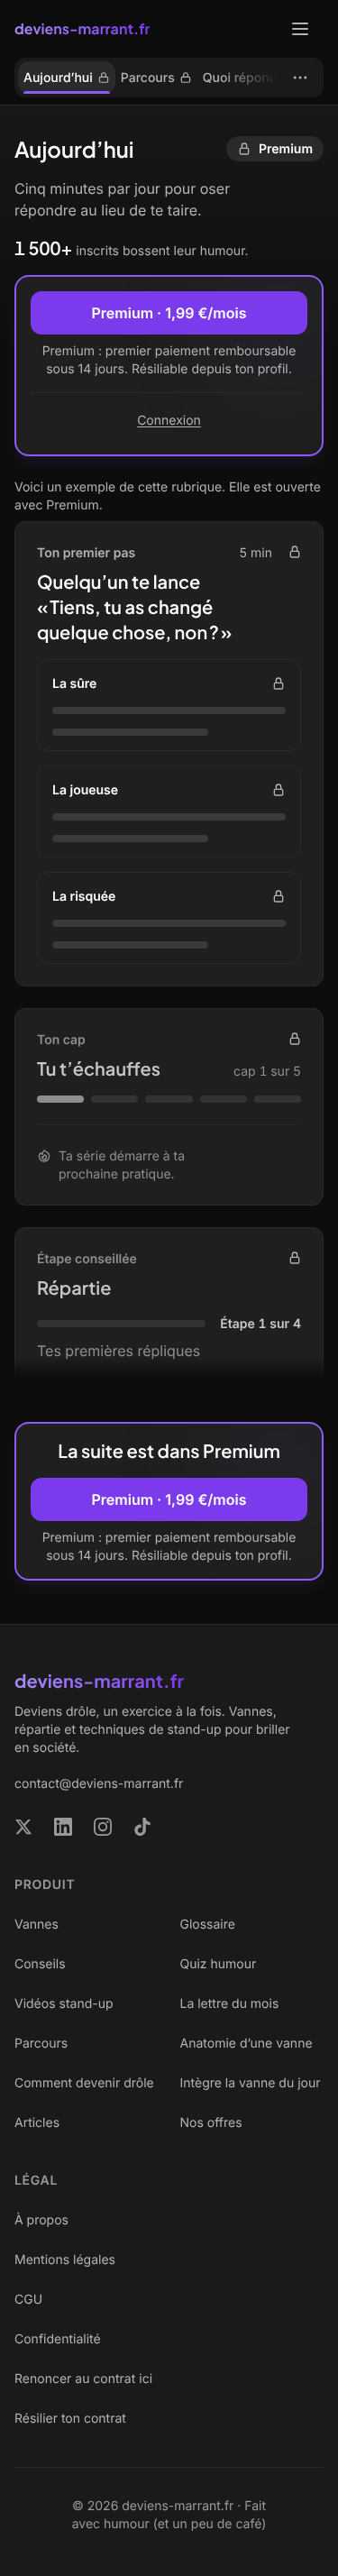 deviens-marrant.fr
Aujourd’hui
Parcours
Quoi répond
Aujourd’hui
Premium
Cinq minutes par jour pour oser
répondre au lieu de te taire.
1 500+ inscrits bossent leur humour.
Premium · 1,99 €/mois
Premium : premier paiement remboursable
sous 14 jours. Résiliable depuis ton profil.
Connexion
Voici un exemple de cette rubrique. Elle est ouverte
avec Premium.
Ton premier pas
5 min
Quelqu’un te lance
« Tiens, tu as changé
quelque chose, non ? »
La sûre
La joueuse
La risquée
Ton cap
Tu t’échauffes
cap 1 sur 5
Ta série démarre à ta
prochaine pratique.
Étape conseillée
Répartie
Étape 1 sur 4
Tes premières répliques
La suite est dans Premium
Premium · 1,99 €/mois
Premium : premier paiement remboursable
sous 14 jours. Résiliable depuis ton profil.
deviens-marrant.fr
Deviens drôle, un exercice à la fois. Vannes,
répartie et techniques de stand-up pour briller
en société.
contact@deviens-marrant.fr
PRODUIT
Vannes
Glossaire
Conseils
Quiz humour
Vidéos stand-up
La lettre du mois
Parcours
Anatomie d’une vanne
Comment devenir drôle
Intègre la vanne du jour
Articles
Nos offres
LÉGAL
À propos
Mentions légales
CGU
Confidentialité
Renoncer au contrat ici
Résilier ton contrat
© 2026 deviens-marrant.fr · Fait
avec humour (et un peu de café)